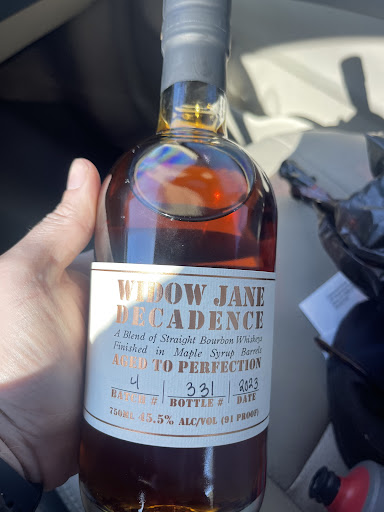 WIDOW JANE
DECADENCE
A Blend of Straight Bourbon Whiskeys
Finished in Maple Syrup Barrels
AGED TO PERFECTION
4 331 2023
BATCH # BOTTLE # DATE
750ML 45.5% ALC/VOL (91 PROOF)